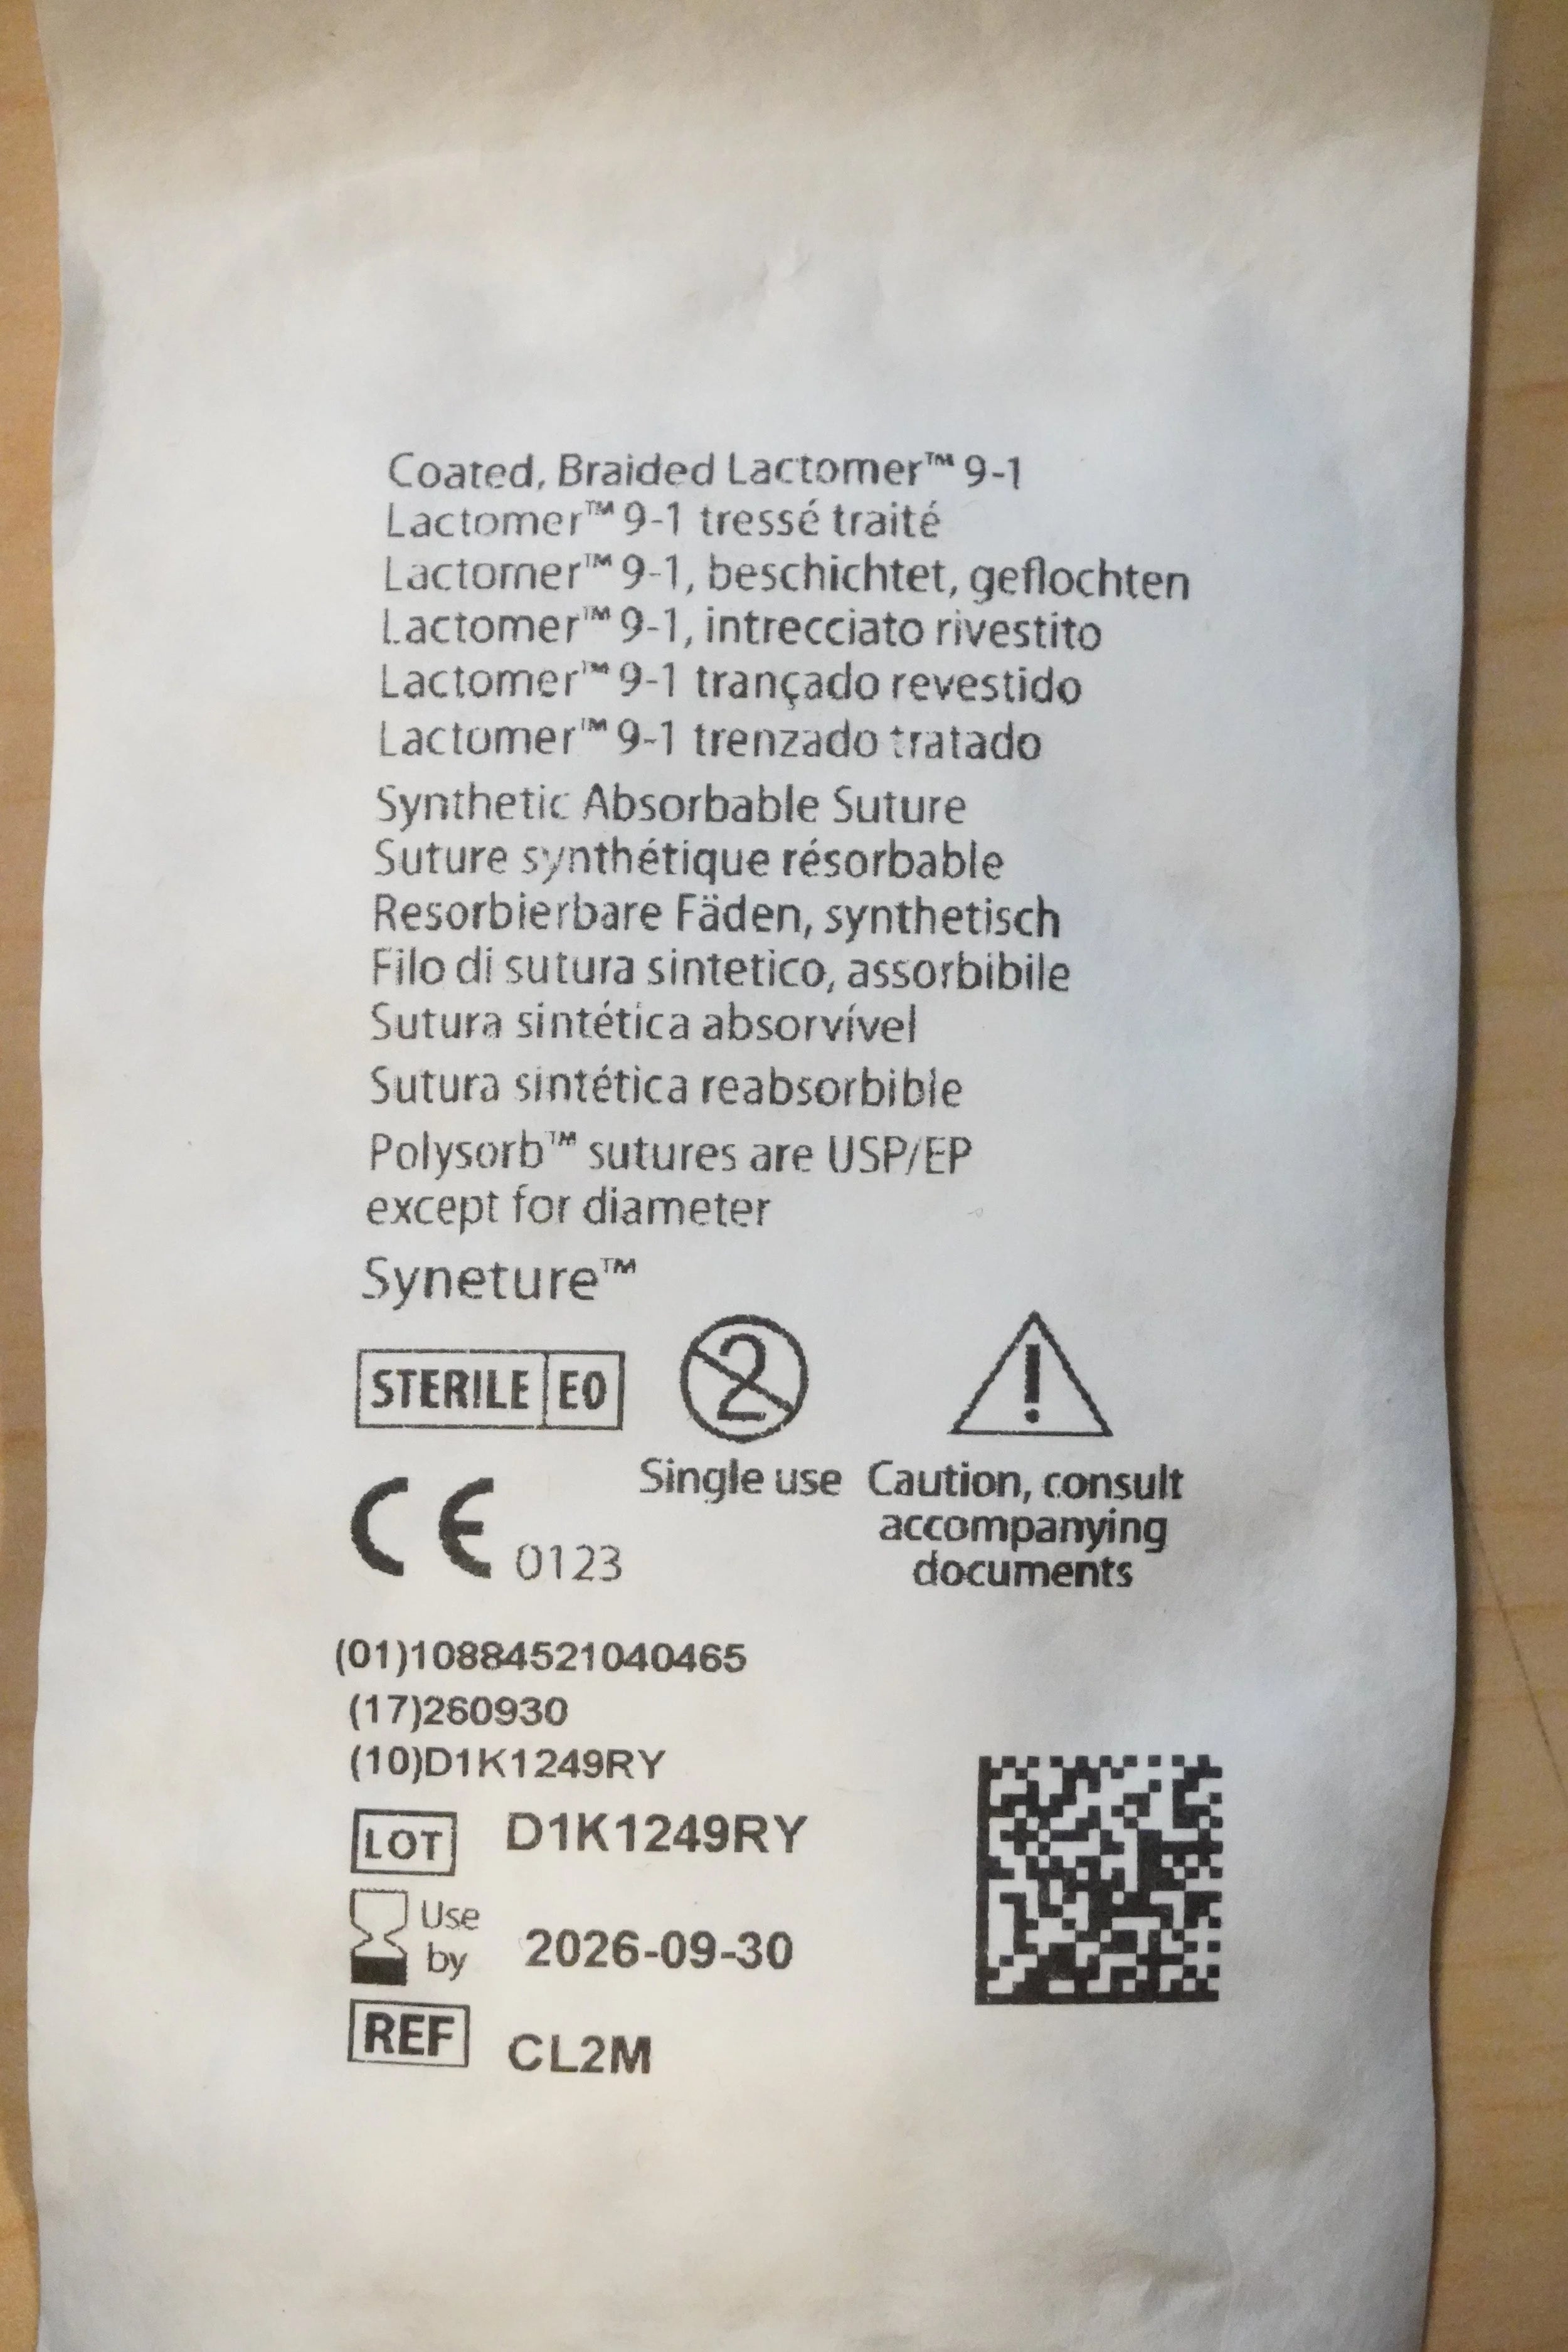 Coated, Braided Lactomer™ 9-1
Lactomer™ 9-1 tressé traité
Lactomer™ 9-1, beschichtet, geflochten
Lactomer™ 9-1, intrecciato rivestito
Lactomer™ 9-1 trançado revestido
Lactomer™ 9-1 trenzado tratado
Synthetic Absorbable Suture
Suture synthétique résorbable
Resorbierbare Fäden, synthetisch
Filo di sutura sintetico, assorbibile
Sutura sintética absorvível
Sutura sintética reabsorbible
Polysorb™ sutures are USP/EP
except for diameter
Syneture™
STERILE EO 2 !
Single use Caution, consult
accompanying
documents
CE 0123
(01)10884521040465
(17)260930
(10)D1K1249RY
LOT D1K1249RY
Use by 2026-09-30
REF CL2M